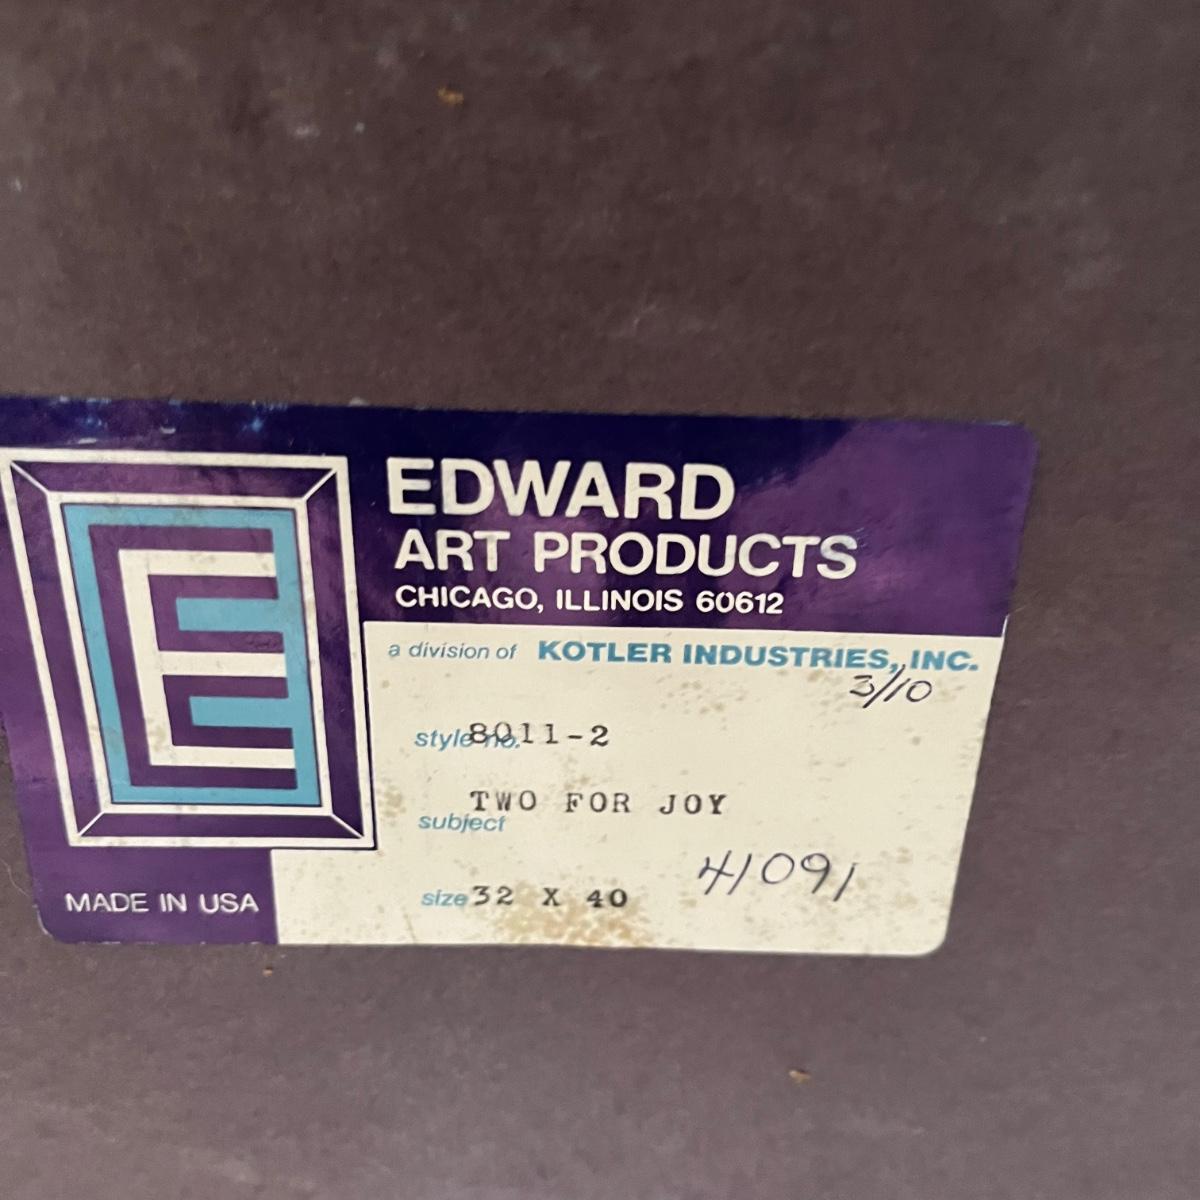 EDWARD
ART PRODUCTS
CHICAGO, ILLINOIS 60612
a division of KOTLER INDUSTRIES, INC.
3/10
style no. 8011-2
TWO FOR JOY
subject
41091
size 32 X 40
MADE IN USA